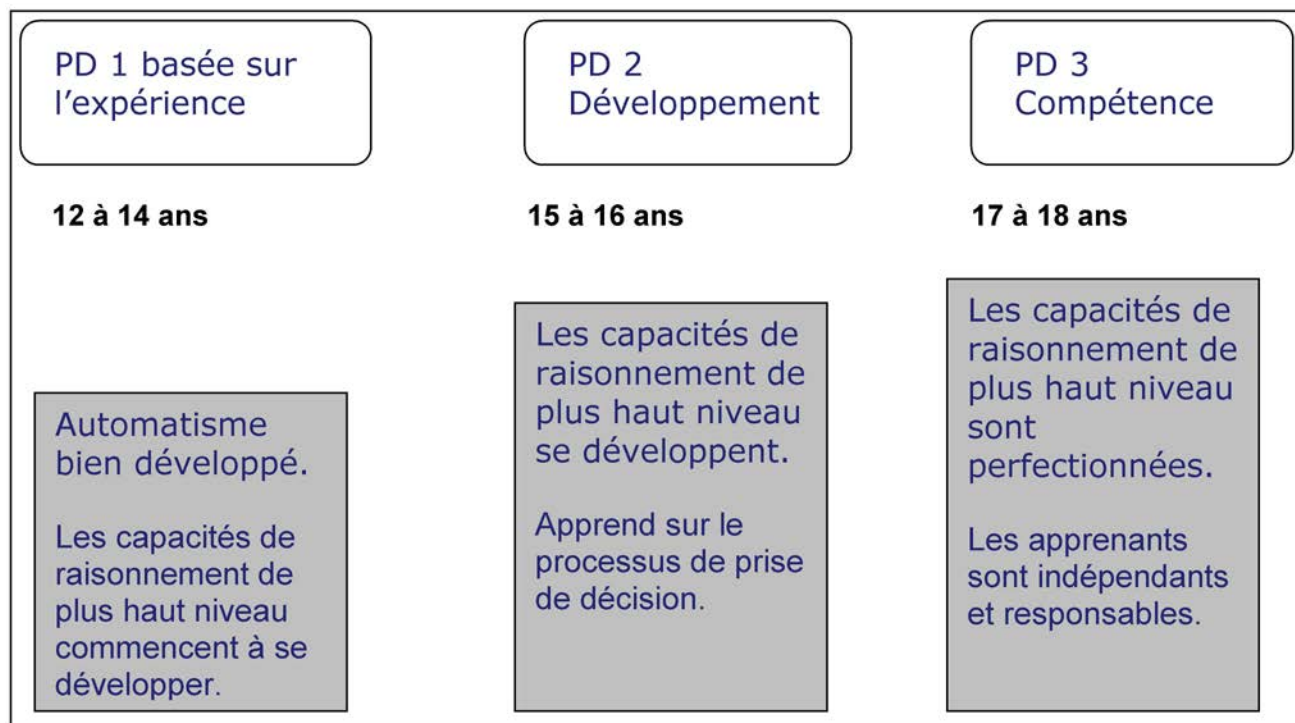 PD 1 basée sur
l'expérience
PD 2
Développement
PD 3
Compétence
12 à 14 ans
15 à 16 ans
17 à 18 ans
Automatisme
bien développé.
Les capacités de
raisonnement de
plus haut niveau
commencent à se
développer.
Les capacités de
raisonnement de
plus haut niveau
se développent.
Apprend sur le
processus de prise
de décision.
Les capacités de
raisonnement de
plus haut niveau
sont
perfectionnées.
Les apprenants
sont indépendants
et responsables.